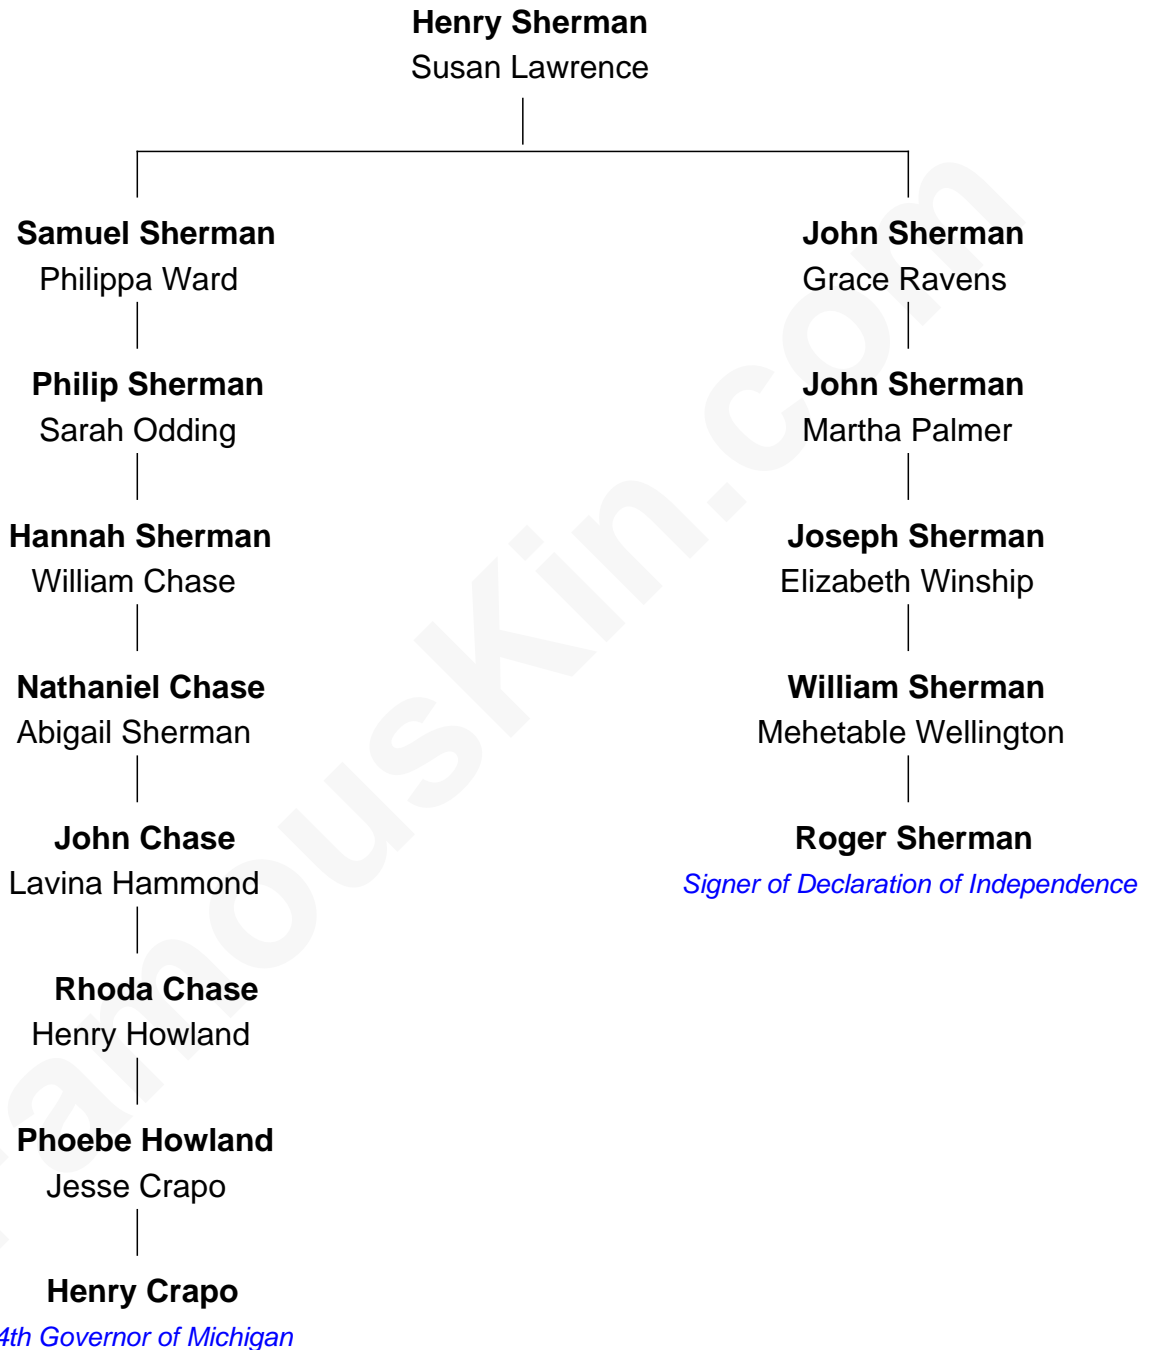 Henry Sherman
Susan Lawrence
Samuel Sherman
Philippa Ward
Philip Sherman
Sarah Odding
Hannah Sherman
William Chase
Nathaniel Chase
Abigail Sherman
John Chase
Lavina Hammond
Rhoda Chase
Henry Howland
Phoebe Howland
Jesse Crapo
Henry Crapo
4th Governor of Michigan
John Sherman
Grace Ravens
John Sherman
Martha Palmer
Joseph Sherman
Elizabeth Winship
William Sherman
Mehetable Wellington
Roger Sherman
Signer of Declaration of Independence
FamousKin.com